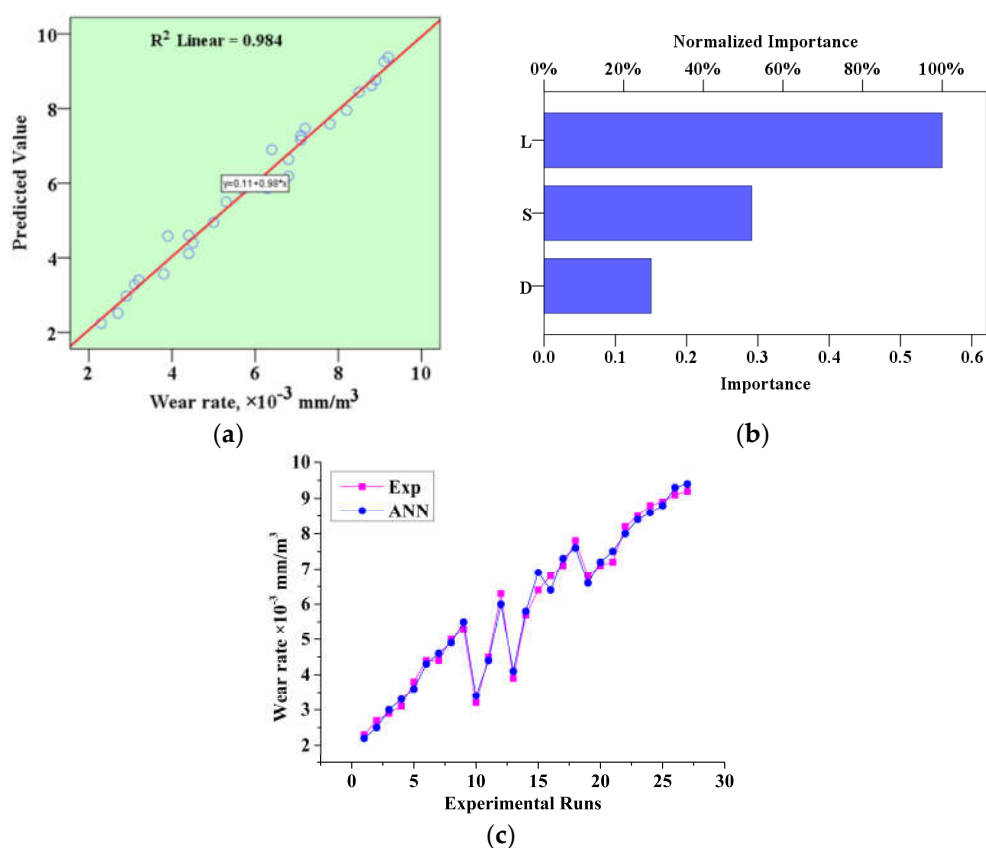 R² Linear = 0.984
10
8
6
4
2
y=0.11+0.98*x
Predicted Value
2 4 6 8 10
Wear rate, ×10⁻³ mm/m³
(a)
Normalized Importance
0% 20% 40% 60% 80% 100%
L
S
D
0.0 0.1 0.2 0.3 0.4 0.5 0.6
Importance
(b)
Exp
ANN
10
9
8
7
6
5
4
3
2
Wear rate ×10⁻³ mm/m³
0 5 10 15 20 25 30
Experimental Runs
(c)